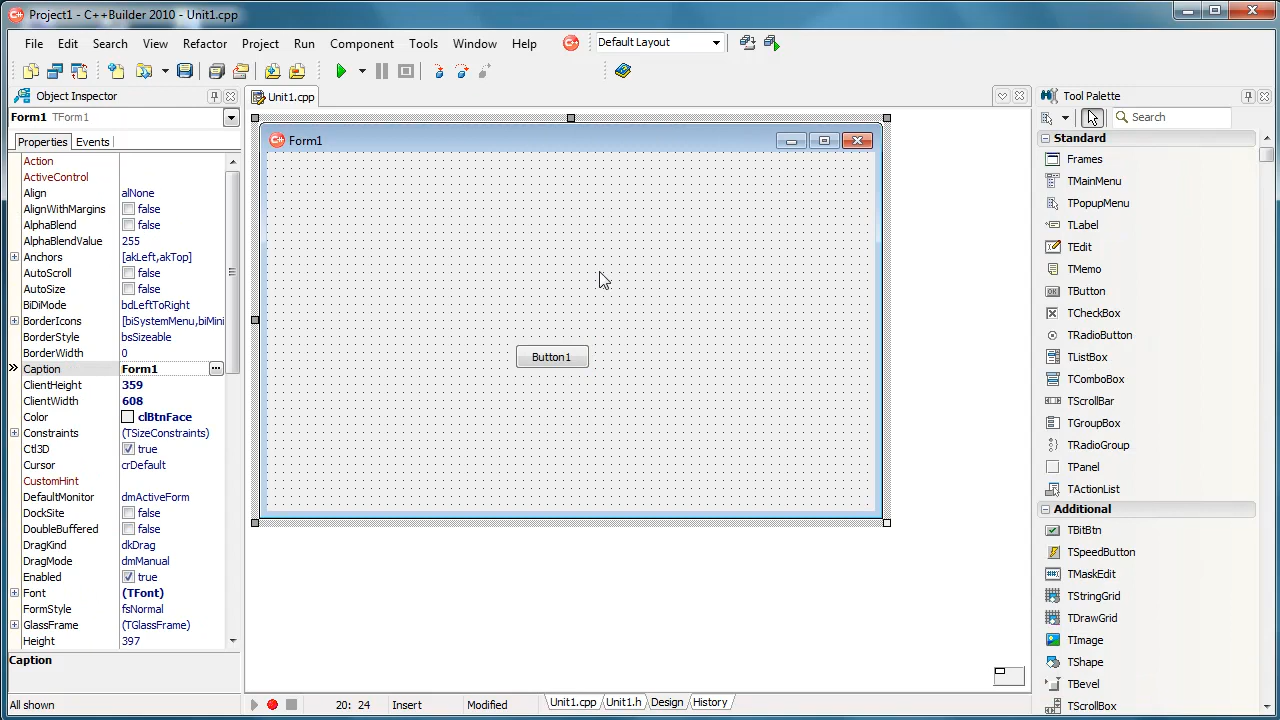 Project1 - C++Builder 2010 - Unit1.cpp
File Edit Search View Refactor Project Run Component Tools Window Help Default Layout
Object Inspector
Form1 TForm1
Properties Events
Action
ActiveControl
Align alNone
AlignWithMargins false
AlphaBlend false
AlphaBlendValue 255
Anchors [akLeft,akTop]
AutoScroll false
AutoSize false
BiDiMode bdLeftToRight
BorderIcons [biSystemMenu,biMini
BorderStyle bsSizeable
BorderWidth 0
Caption Form1
ClientHeight 359
ClientWidth 608
Color clBtnFace
Constraints (TSizeConstraints)
Ctl3D true
Cursor crDefault
CustomHint
DefaultMonitor dmActiveForm
DockSite false
DoubleBuffered false
DragKind dkDrag
DragMode dmManual
Enabled true
Font (TFont)
FormStyle fsNormal
GlassFrame (TGlassFrame)
Height 397
Caption
All shown
Unit1.cpp
Form1
Button1
20: 24 Insert Modified Unit1.cpp Unit1.h Design History
Tool Palette
Search
Standard
Frames
TMainMenu
TPopupMenu
TLabel
TEdit
TMemo
TButton
TCheckBox
TRadioButton
TListBox
TComboBox
TScrollBar
TGroupBox
TRadioGroup
TPanel
TActionList
Additional
TBitBtn
TSpeedButton
TMaskEdit
TStringGrid
TDrawGrid
TImage
TShape
TBevel
TScrollBox